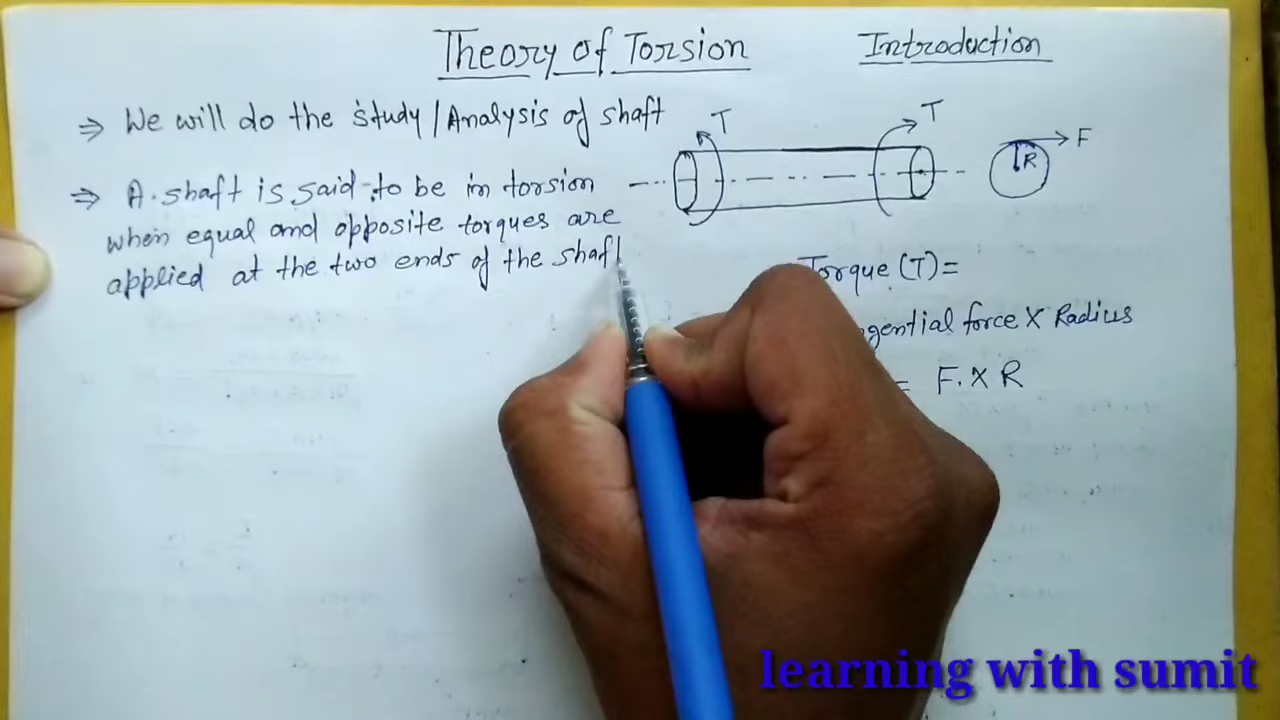 Theory of Torsion
Introduction
⇒ We will do the study/Analysis of shaft
⇒ A shaft is said to be in torsion
when equal and opposite torques are
applied at the two ends of the shaft
T
T
F
R
Torque (T) =
force X Radius
= F. X R
learning with sumit